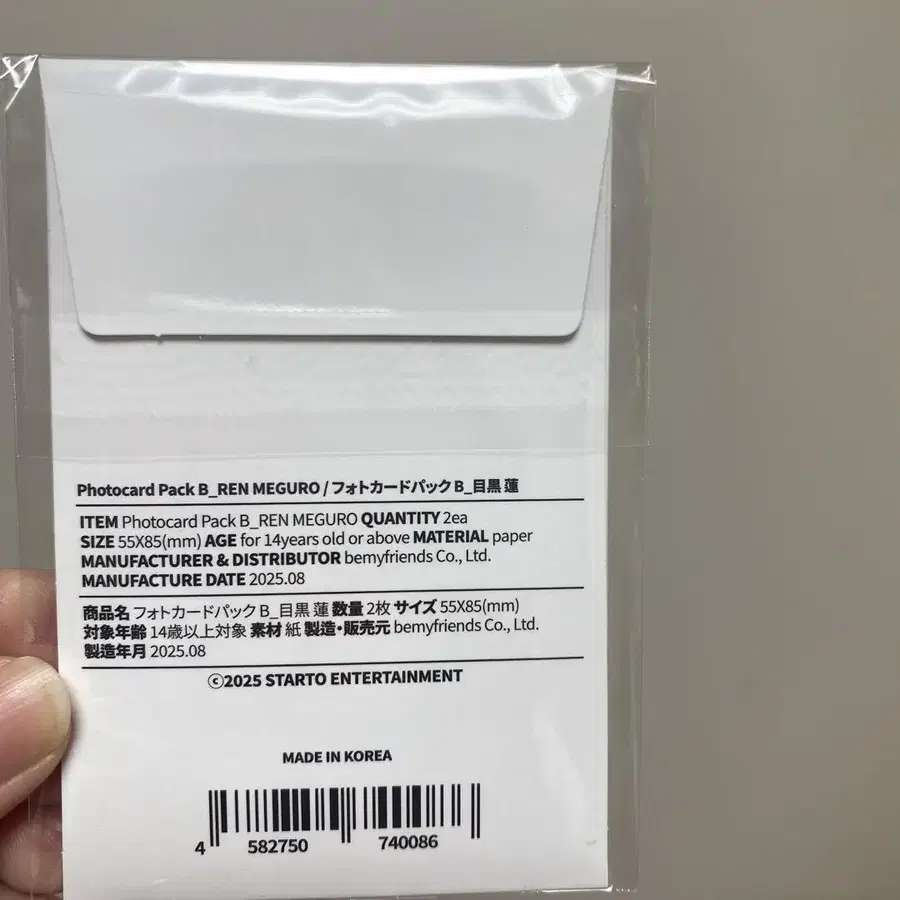 Photocard Pack B_REN MEGURO / フォトカードパック B_目黒 蓮
ITEM Photocard Pack B_REN MEGURO QUANTITY 2ea
SIZE 55X85(mm) AGE for 14years old or above MATERIAL paper
MANUFACTURER & DISTRIBUTOR bemyfriends Co., Ltd.
MANUFACTURE DATE 2025.08
商品名 フォトカードパック B_目黒 蓮 数量 2枚 サイズ 55X85(mm)
対象年齢 14歳以上対象 素材 紙 製造・販売元 bemyfriends Co., Ltd.
製造年月 2025.08
ⓒ2025 STARTO ENTERTAINMENT
MADE IN KOREA
4 582750 740086